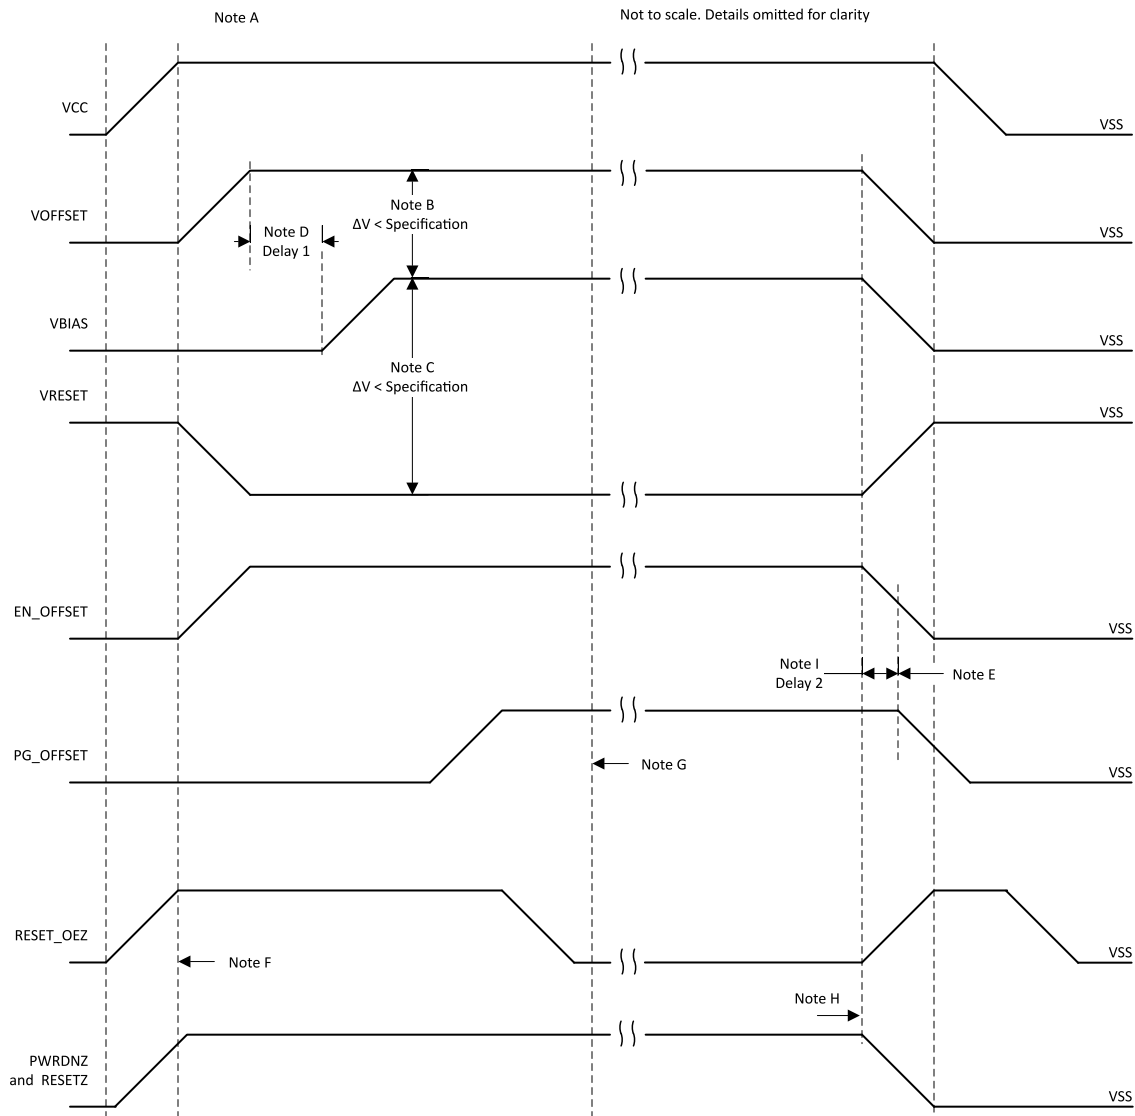 Note A
Not to scale. Details omitted for clarity
VCC
VSS
VOFFSET
Note D
Delay 1
Note B
ΔV < Specification
VSS
VBIAS
VSS
Note C
ΔV < Specification
VRESET
VSS
EN_OFFSET
VSS
Note I
Delay 2
Note E
PG_OFFSET
Note G
VSS
RESET_OEZ
Note F
VSS
Note H
PWRDNZ
and RESETZ
VSS